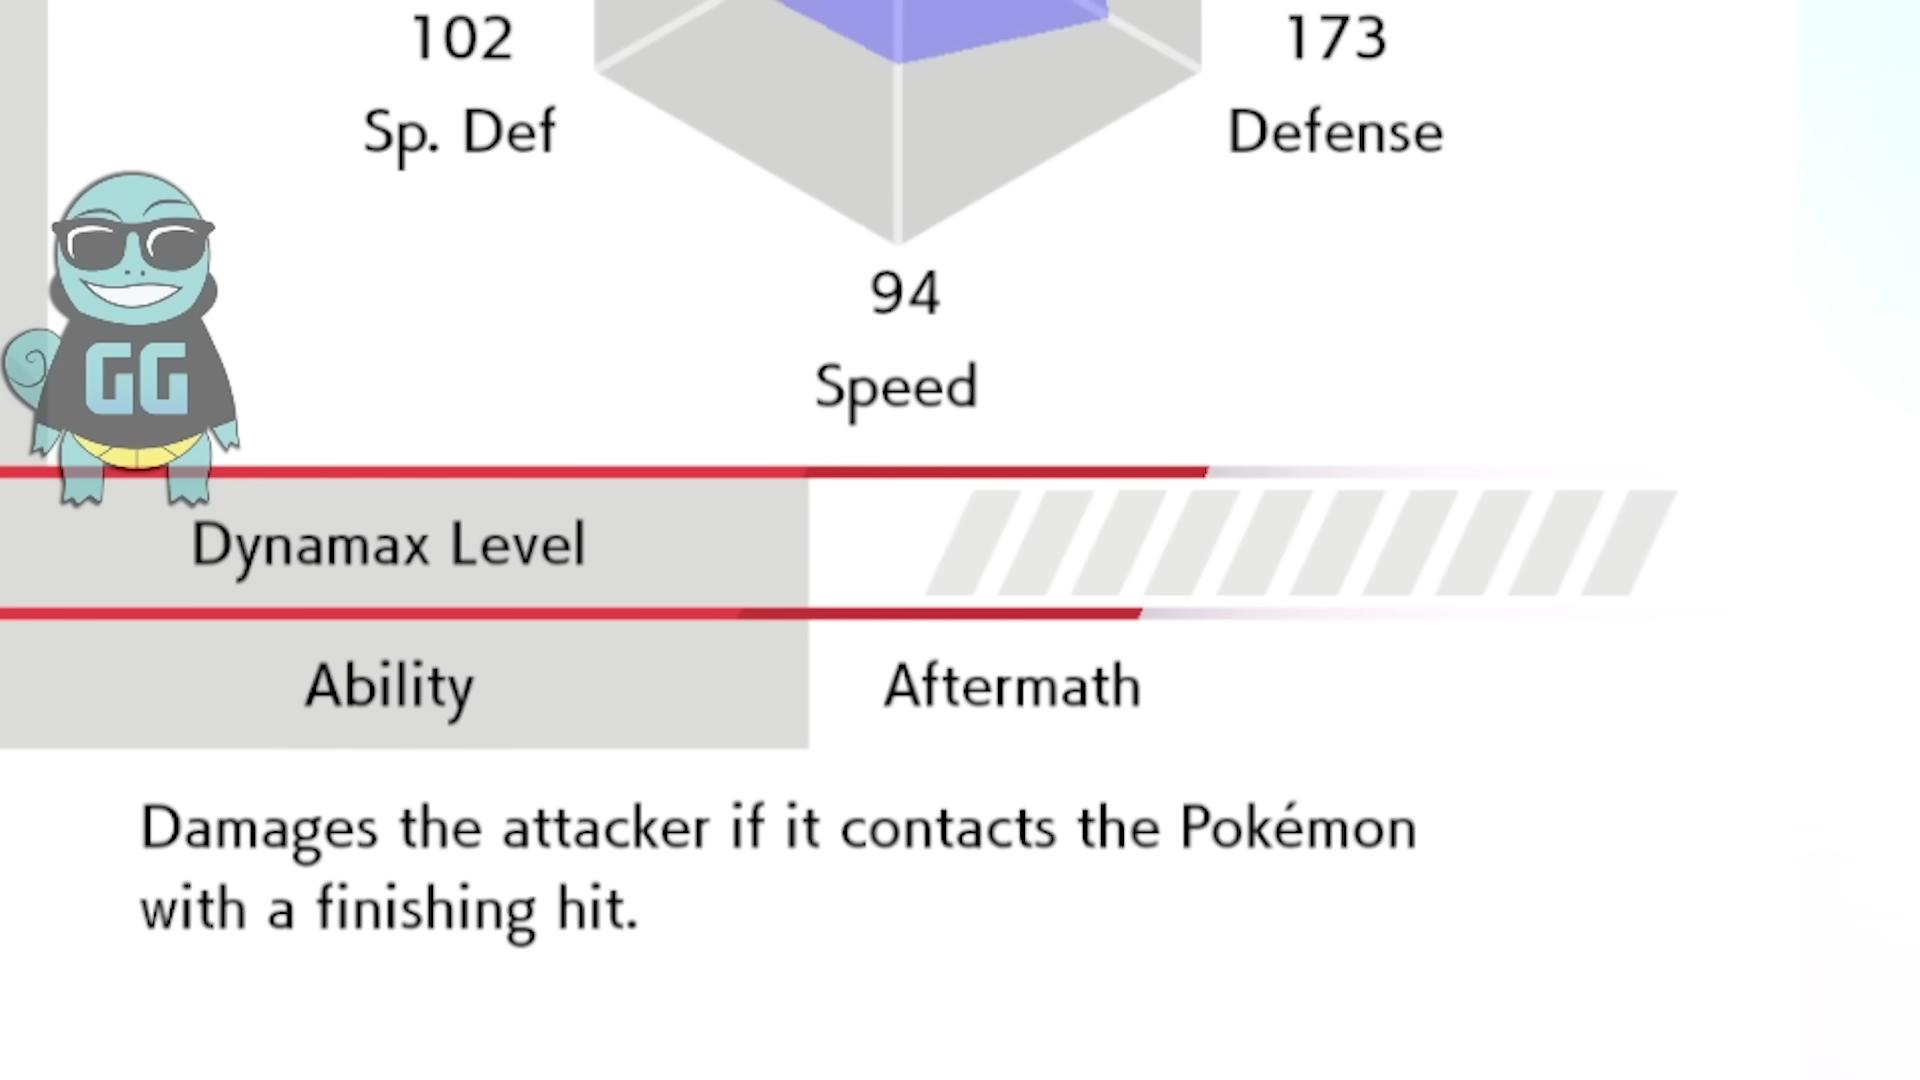 102
173
Sp. Def
Defense
94
Speed
GG
Dynamax Level
Ability
Aftermath
Damages the attacker if it contacts the Pokémon
with a finishing hit.